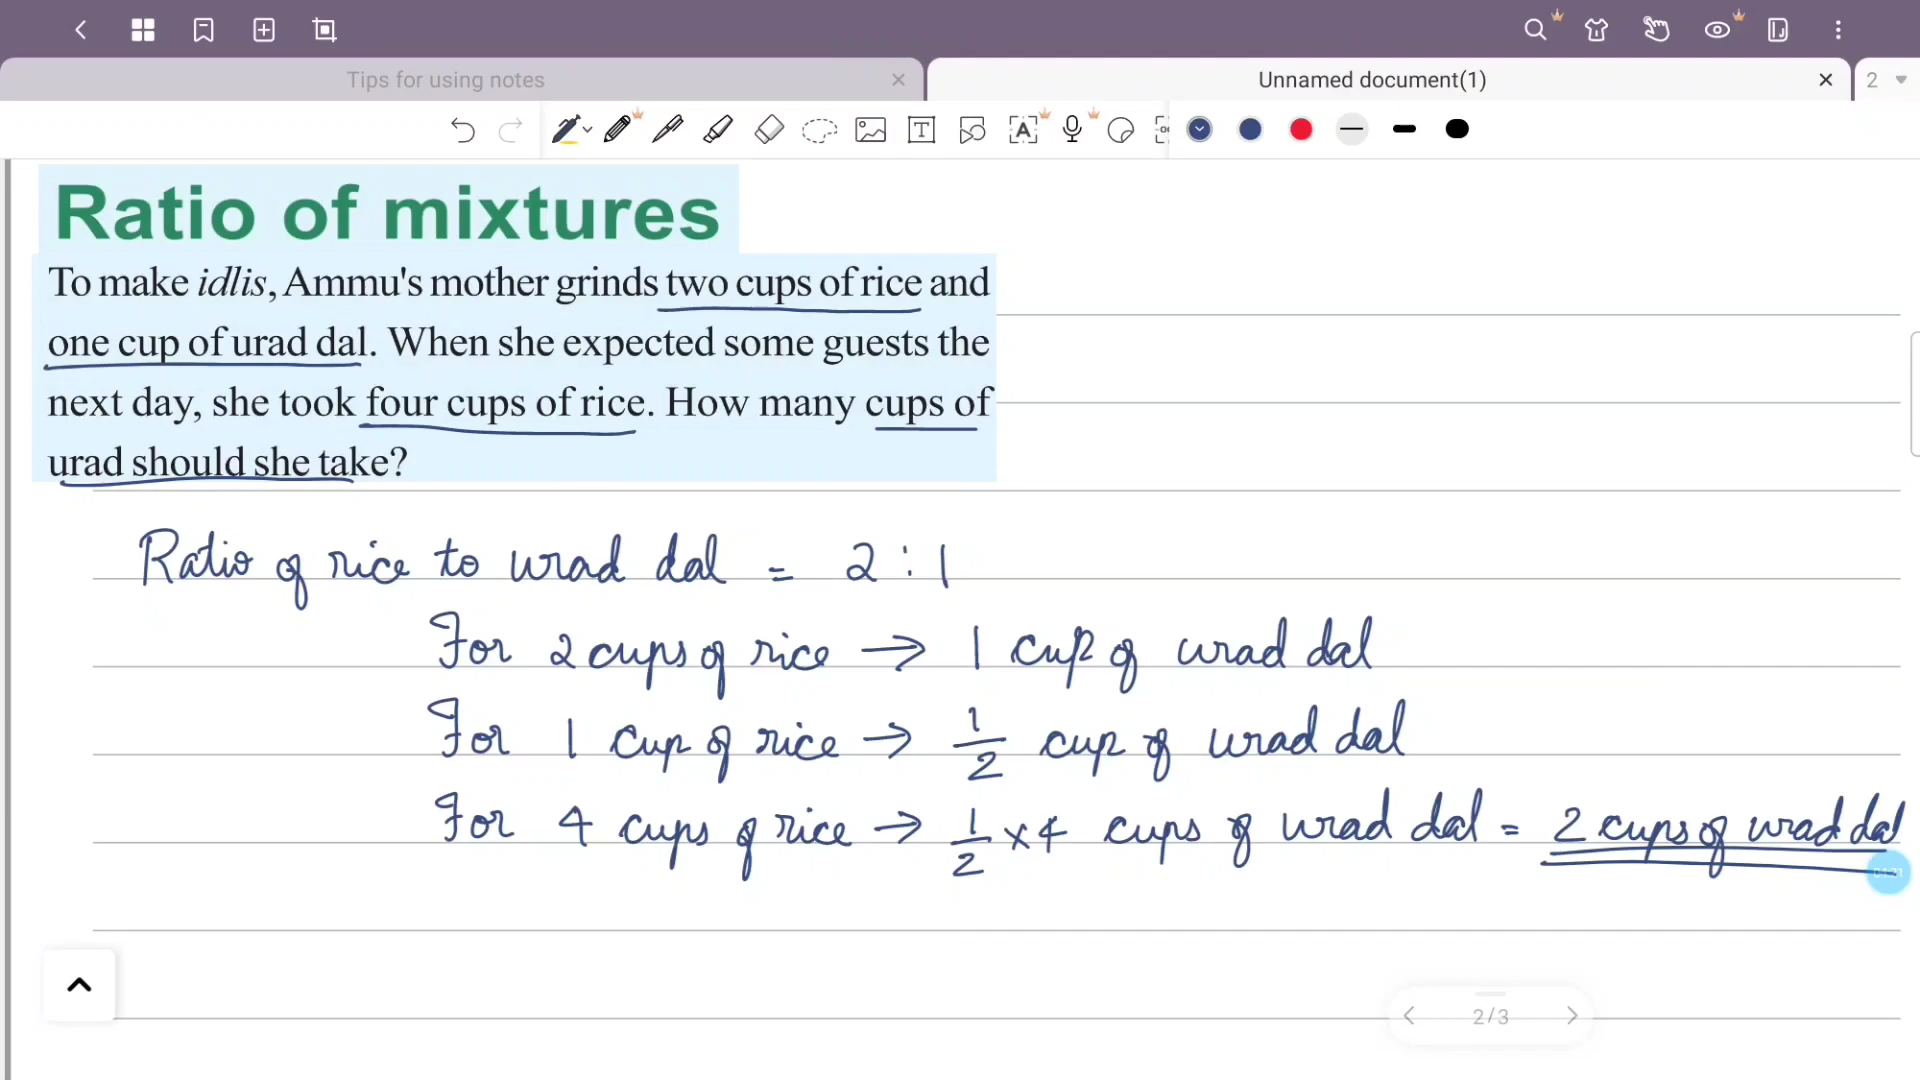 Tips for using notes
Unnamed document(1)
2
Ratio of mixtures
To make idlis, Ammu's mother grinds two cups of rice and
one cup of urad dal. When she expected some guests the
next day, she took four cups of rice. How many cups of
urad should she take?
Ratio of rice to urad dal = 2 : 1
For 2 cups of rice → 1 cup of urad dal
For 1 cup of rice → 1/2 cup of urad dal
For 4 cups of rice → 1/2 × 4 cups of urad dal = 2 cups of urad dal
2/3